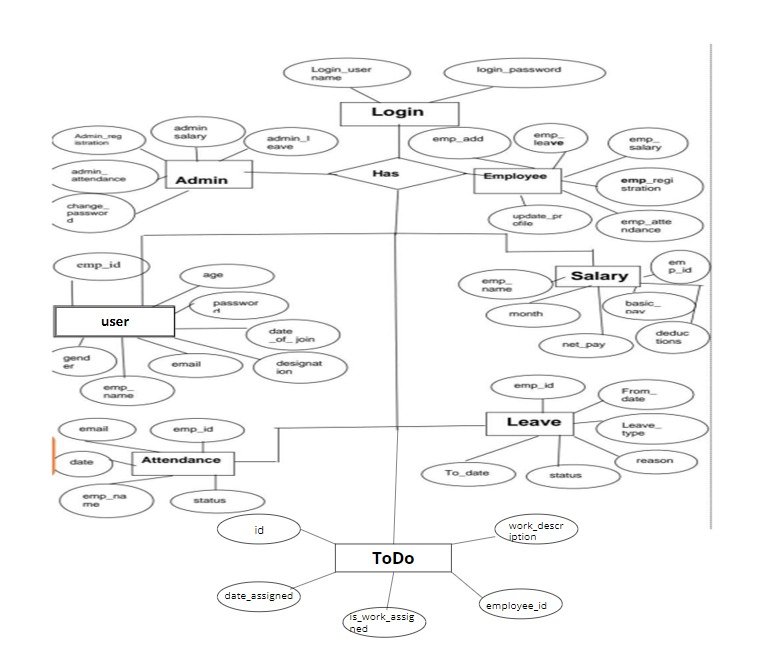 Login_user
name
login_password
Login
Admin_reg
istration
admin
salary
admin_l
eave
emp_add
emp_
leave
emp_
salary
admin_
attendance
Admin
Has
Employee
emp_regi
stration
change_
passwor
d
update_pr
ofile
emp_atte
ndance
emp_id
age
Salary
em
p_id
emp_
name
passwor
d
user
month
basic_
nav
date
_of_ join
net_pay
deduc
tions
gend
er
email
designat
ion
emp_
name
emp_id
From_
date
email
emp_id
Leave
Leave_
type
date
Attendance
To_date
status
reason
emp_na
me
status
id
work_descr
iption
ToDo
date_assigned
is_work_assig
ned
employee_id